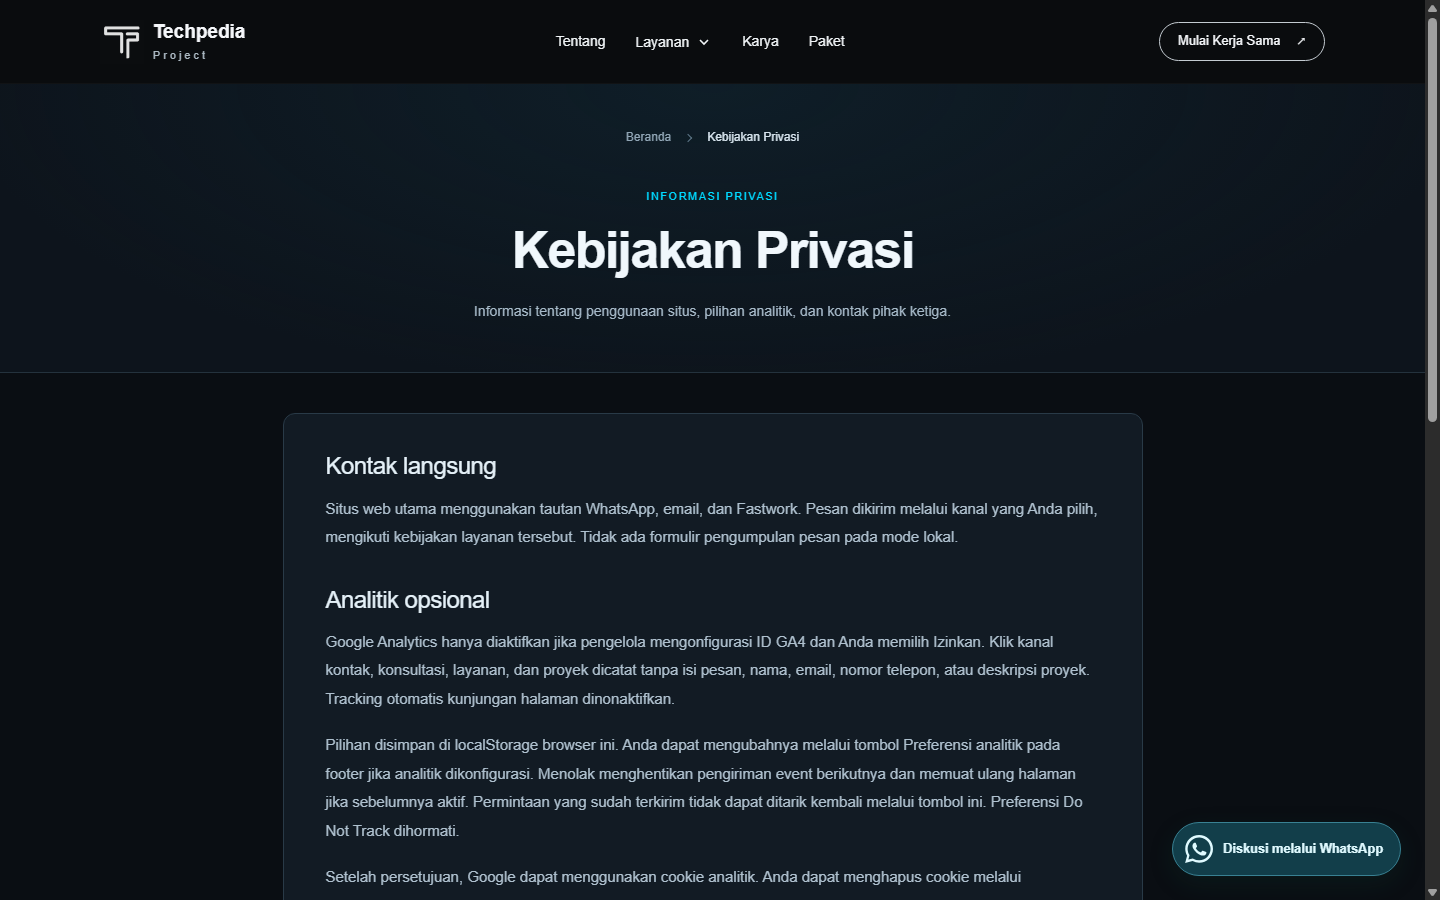 Techpedia
Project
Tentang
Layanan
Karya
Paket
Mulai Kerja Sama
Beranda
Kebijakan Privasi
INFORMASI PRIVASI
Kebijakan Privasi
Informasi tentang penggunaan situs, pilihan analitik, dan kontak pihak ketiga.
Kontak langsung
Situs web utama menggunakan tautan WhatsApp, email, dan Fastwork. Pesan dikirim melalui kanal yang Anda pilih,
mengikuti kebijakan layanan tersebut. Tidak ada formulir pengumpulan pesan pada mode lokal.
Analitik opsional
Google Analytics hanya diaktifkan jika pengelola mengonfigurasi ID GA4 dan Anda memilih Izinkan. Klik kanal
kontak, konsultasi, layanan, dan proyek dicatat tanpa isi pesan, nama, email, nomor telepon, atau deskripsi proyek.
Tracking otomatis kunjungan halaman dinonaktifkan.
Pilihan disimpan di localStorage browser ini. Anda dapat mengubahnya melalui tombol Preferensi analitik pada
footer jika analitik dikonfigurasi. Menolak menghentikan pengiriman event berikutnya dan memuat ulang halaman
jika sebelumnya aktif. Permintaan yang sudah terkirim tidak dapat ditarik kembali melalui tombol ini. Preferensi Do
Not Track dihormati.
Setelah persetujuan, Google dapat menggunakan cookie analitik. Anda dapat menghapus cookie melalui
Diskusi melalui WhatsApp